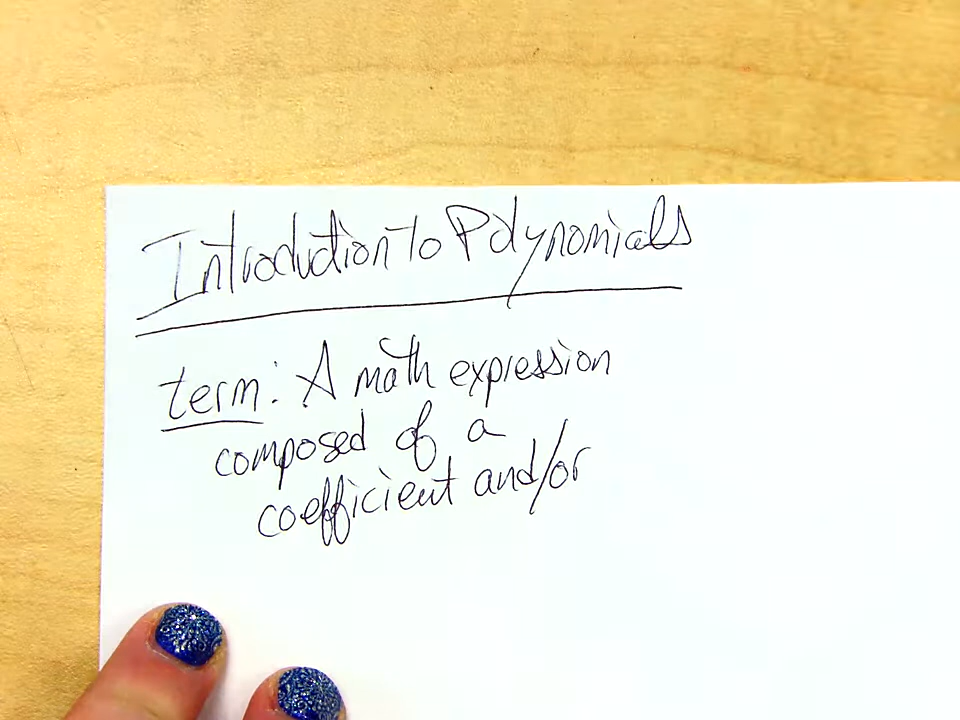 Introduction to Polynomials
term: A math expression
composed of a
coefficient and/or